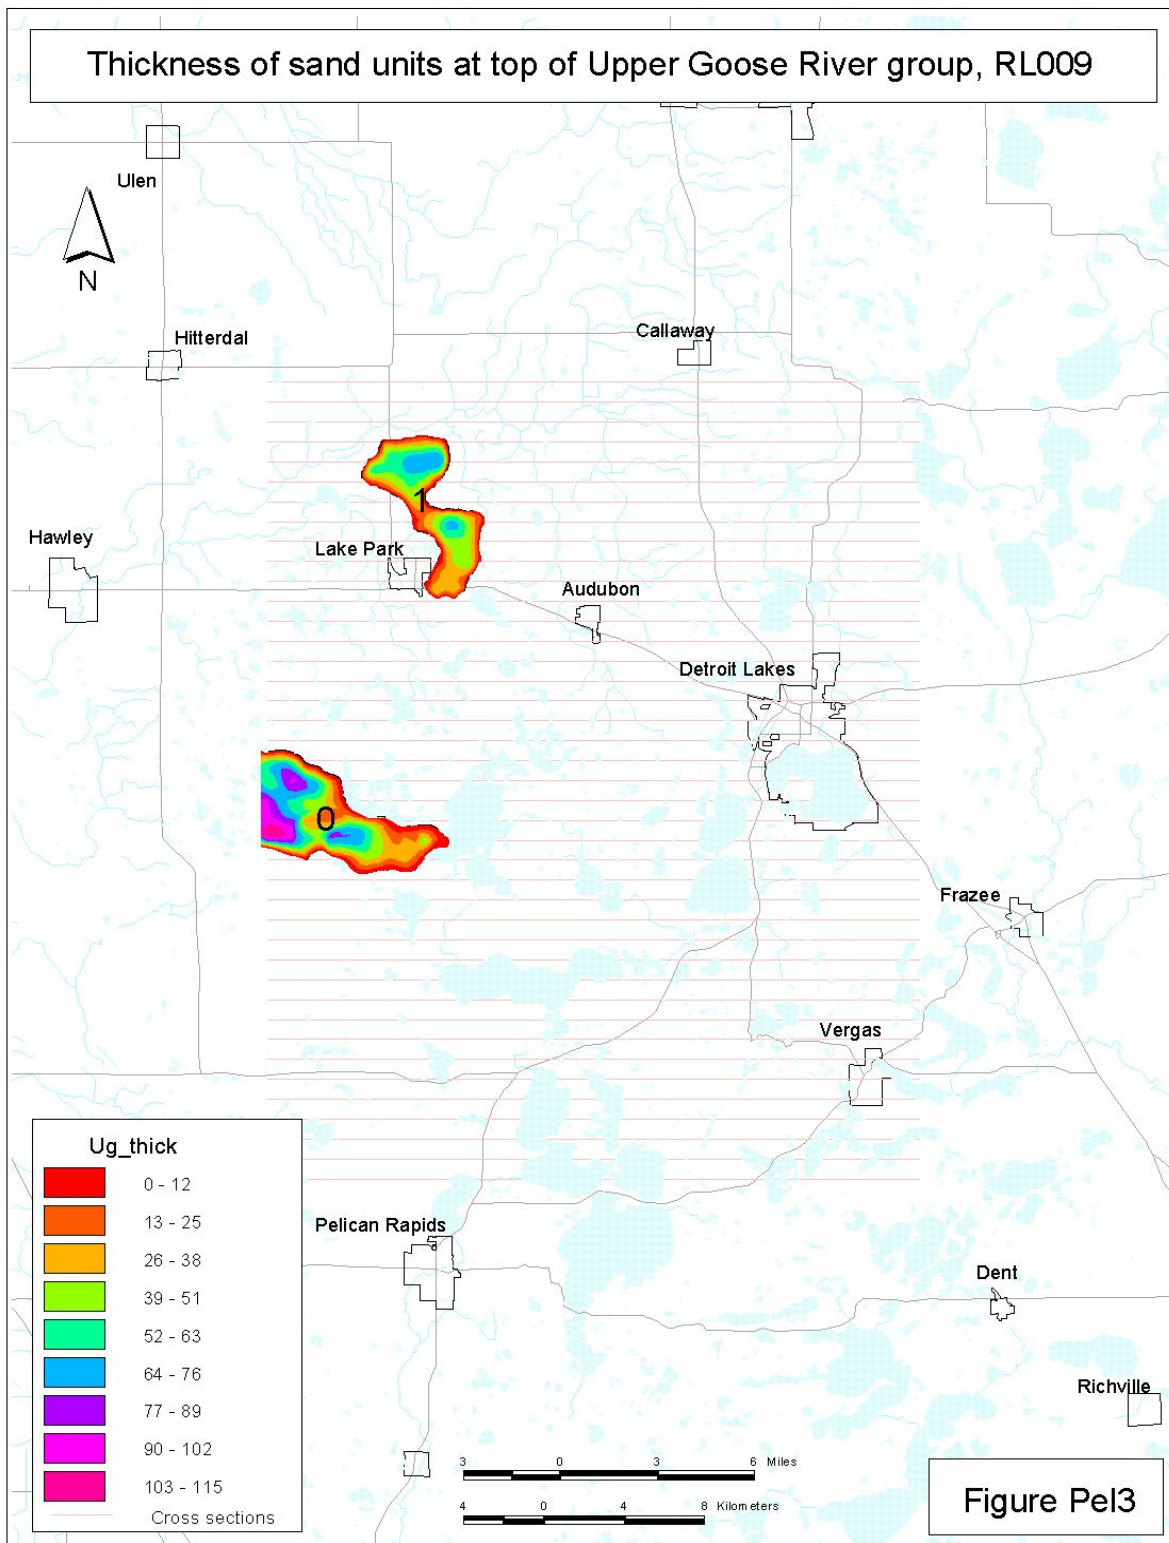 Thickness of sand units at top of Upper Goose River group, RL009
Ulen
N
Hitterdal
Callaway
1
Hawley
Lake Park
Audubon
Detroit Lakes
0
Frazee
Vergas
Ug_thick
0 - 12
13 - 25
26 - 38
39 - 51
52 - 63
64 - 76
77 - 89
90 - 102
103 - 115
Cross sections
Pelican Rapids
Dent
Richville
3 0 3 6 Miles
4 0 4 8 Kilometers
Figure Pel3